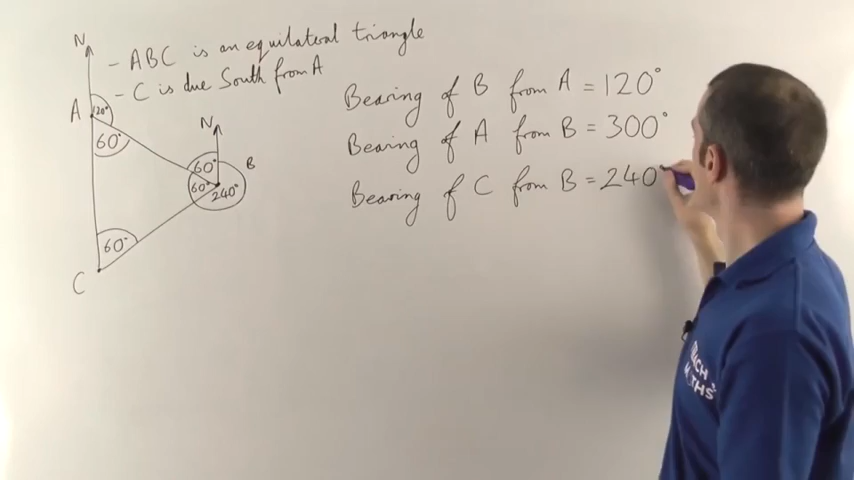 N
- ABC is an equilateral triangle
- C is due South from A
A
120°
60°
N
60°
B
60°
240°
60°
C
Bearing of B from A = 120°
Bearing of A from B = 300°
Bearing of C from B = 240°